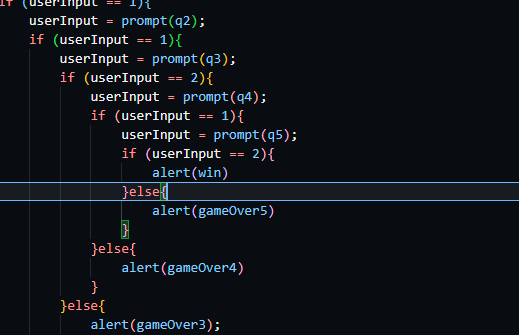 if (userInput == 1){
    userInput = prompt(q2);
    if (userInput == 1){
        userInput = prompt(q3);
        if (userInput == 2){
            userInput = prompt(q4);
            if (userInput == 1){
                userInput = prompt(q5);
                if (userInput == 2){
                    alert(win)
                }else{
                    alert(gameOver5)
                }
            }else{
                alert(gameOver4)
            }
        }else{
            alert(gameOver3);